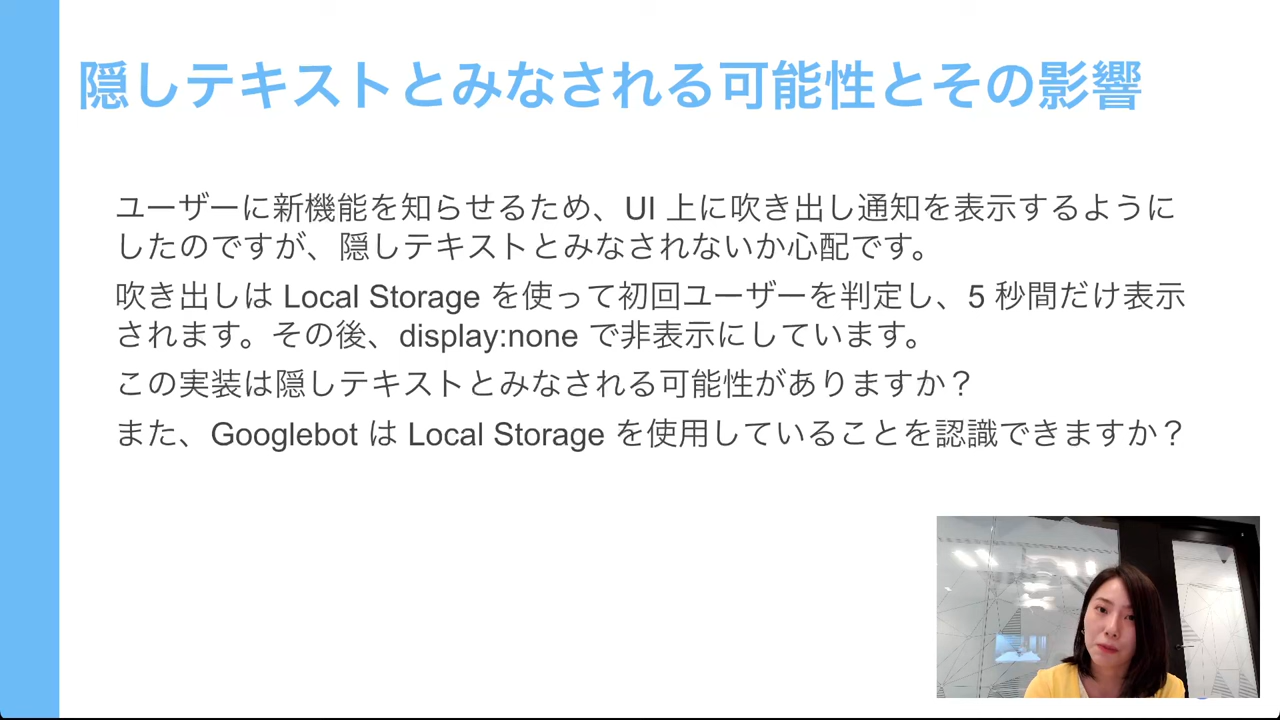 隠しテキストとみなされる可能性とその影響
ユーザーに新機能を知らせるため、UI 上に吹き出し通知を表示するように
したのですが、隠しテキストとみなされないか心配です。
吹き出しは Local Storage を使って初回ユーザーを判定し、5 秒間だけ表示
されます。その後、display:none で非表示にしています。
この実装は隠しテキストとみなされる可能性がありますか？
また、Googlebot は Local Storage を使用していることを認識できますか？